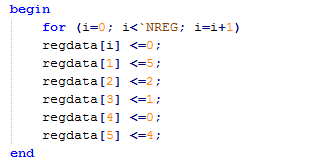 begin
for (i=0; i<`NREG; i=i+1)
regdata[i] <=0;
regdata[1] <=5;
regdata[2] <=2;
regdata[3] <=1;
regdata[4] <=0;
regdata[5] <=4;
end